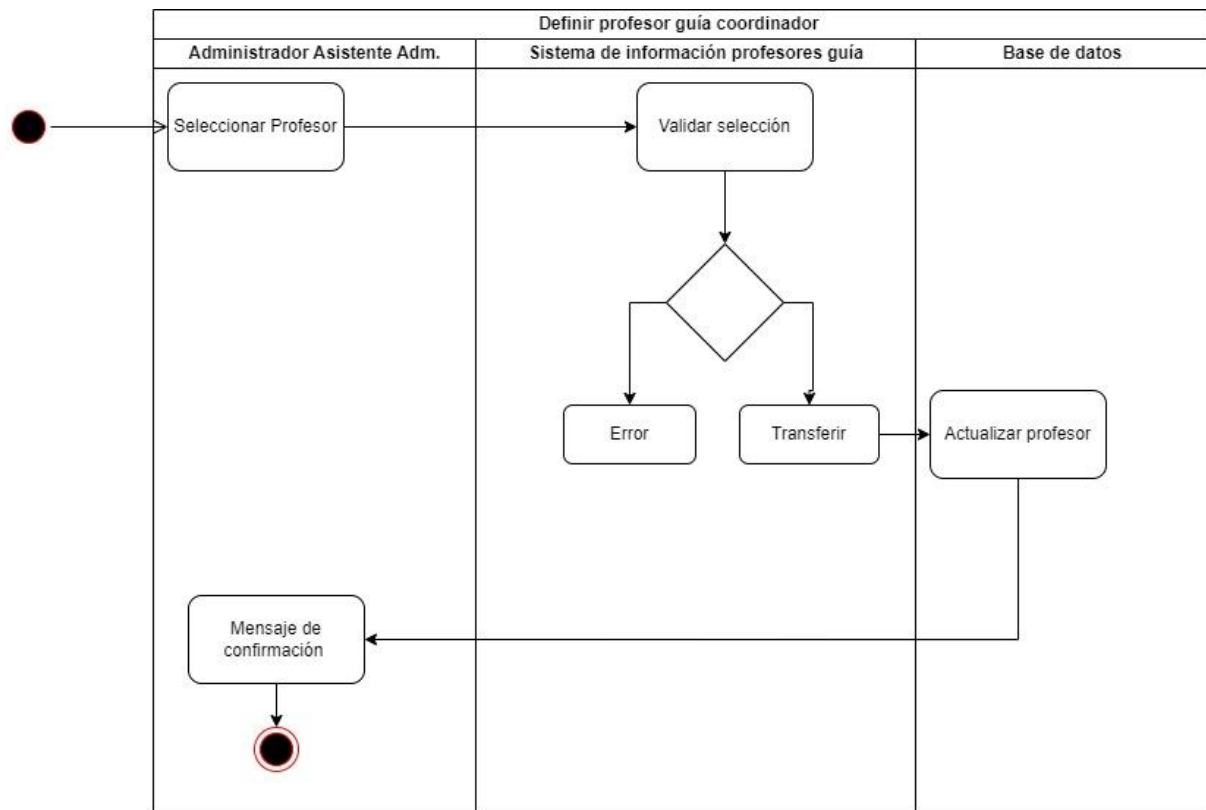 Definir profesor guía coordinador
Administrador Asistente Adm.
Sistema de información profesores guía
Base de datos
Seleccionar Profesor
Validar selección
Error
Transferir
Actualizar profesor
Mensaje de
confirmación